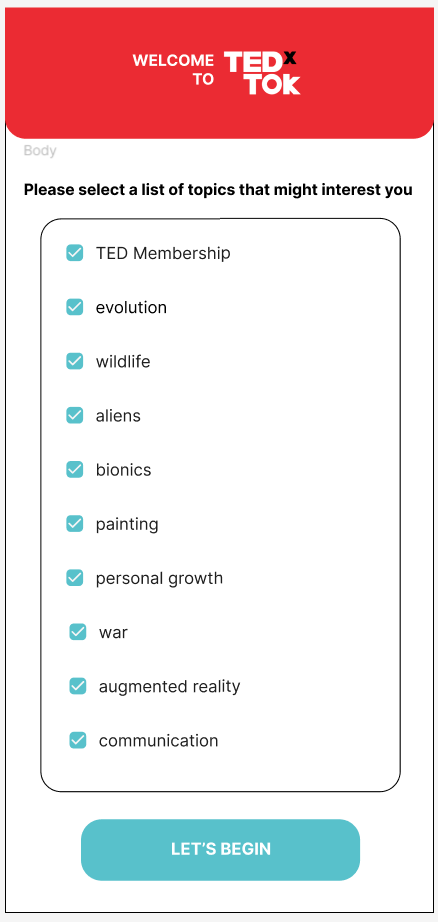 WELCOME
TO
TEDx
TOK
Body
Please select a list of topics that might interest you
TED Membership
evolution
wildlife
aliens
bionics
painting
personal growth
war
augmented reality
communication
LET’S BEGIN